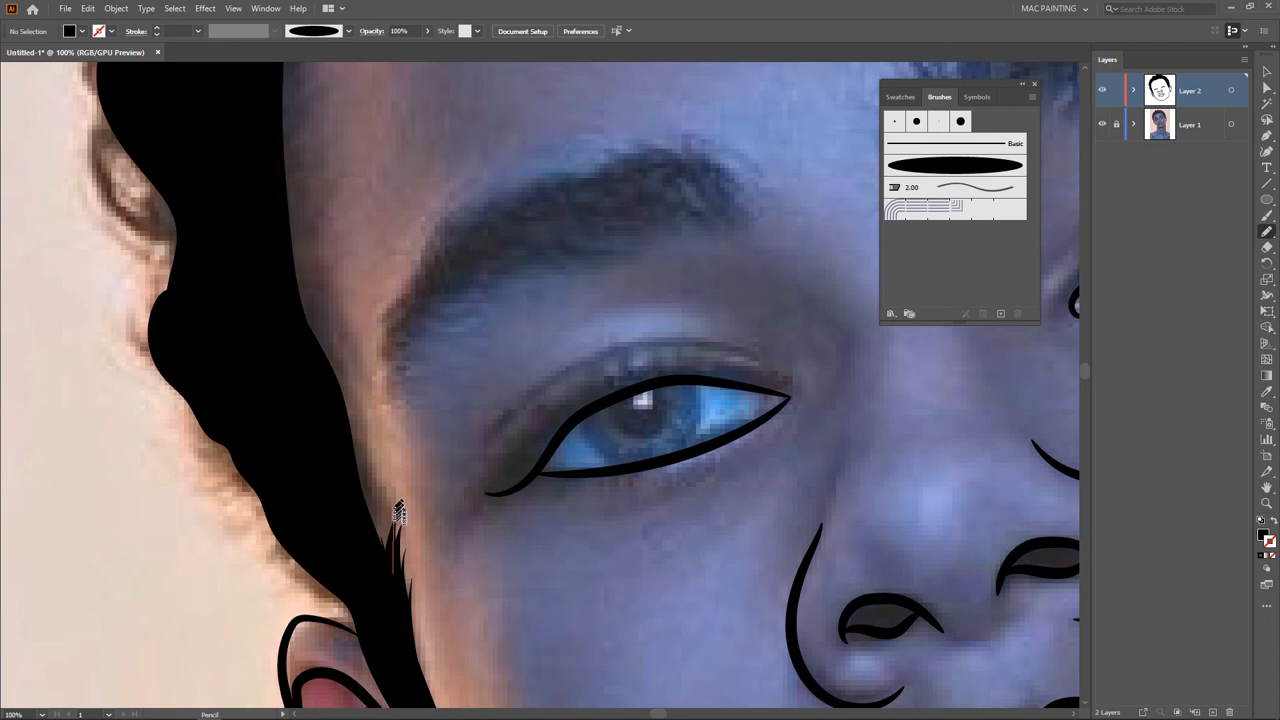 Ai File Edit Object Type Select Effect View Window Help MAC PAINTING Search Adobe Stock
No Selection Stroke: Opacity: 100% Style: Document Setup Preferences
Untitled-1* @ 100% (RGB/GPU Preview) ×
Layers
Layer 2
Layer 1
Swatches Brushes Symbols
Basic
2.00
100% 1 Pencil 2 Layers